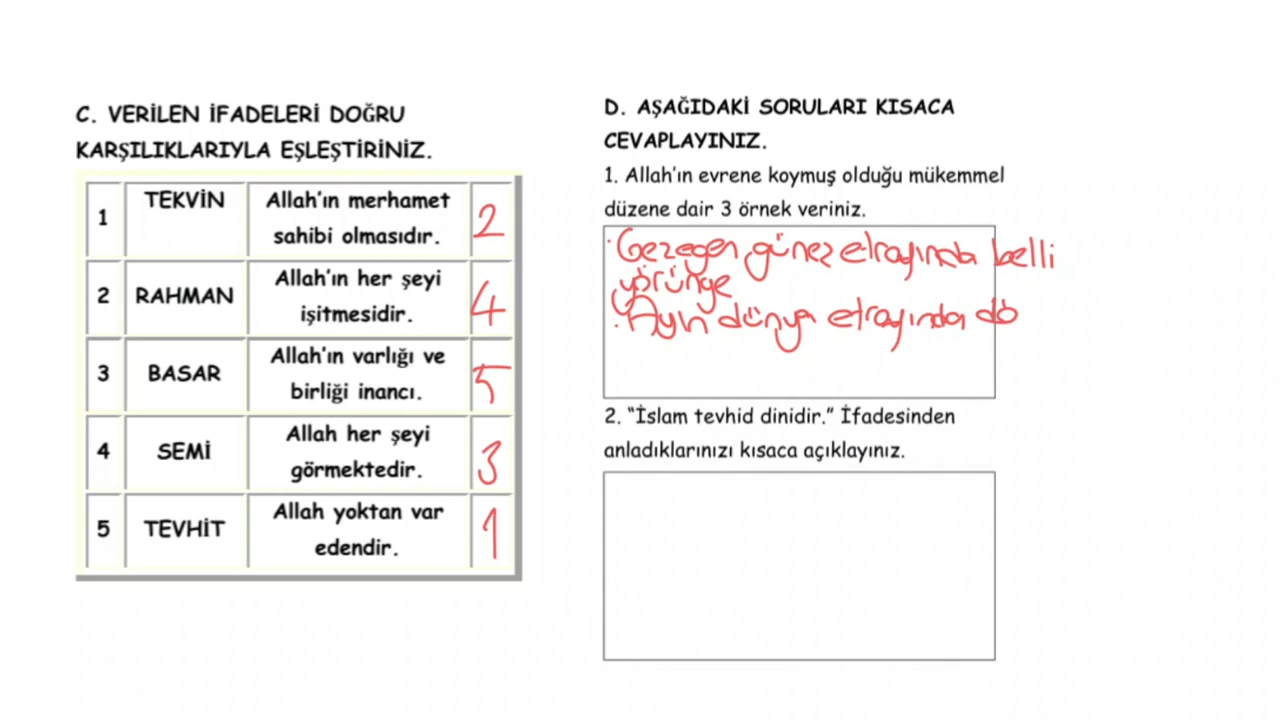 C. VERİLEN İFADELERİ DOĞRU
KARŞILIKLARIYLA EŞLEŞTİRİNİZ.
1 TEKVİN Allah'ın merhamet sahibi olmasıdır. 2
2 RAHMAN Allah'ın her şeyi işitmesidir. 4
3 BASAR Allah'ın varlığı ve birliği inancı. 5
4 SEMİ Allah her şeyi görmektedir. 3
5 TEVHİT Allah yoktan var edendir. 1
D. AŞAĞIDAKİ SORULARI KISACA
CEVAPLAYINIZ.
1. Allah'ın evrene koymuş olduğu mükemmel
düzene dair 3 örnek veriniz.
· Gezegen güneş etrafında belli
yörünge
· Ayın dünya etrafında dö
2. "İslam tevhid dinidir." İfadesinden
anladıklarınızı kısaca açıklayınız.